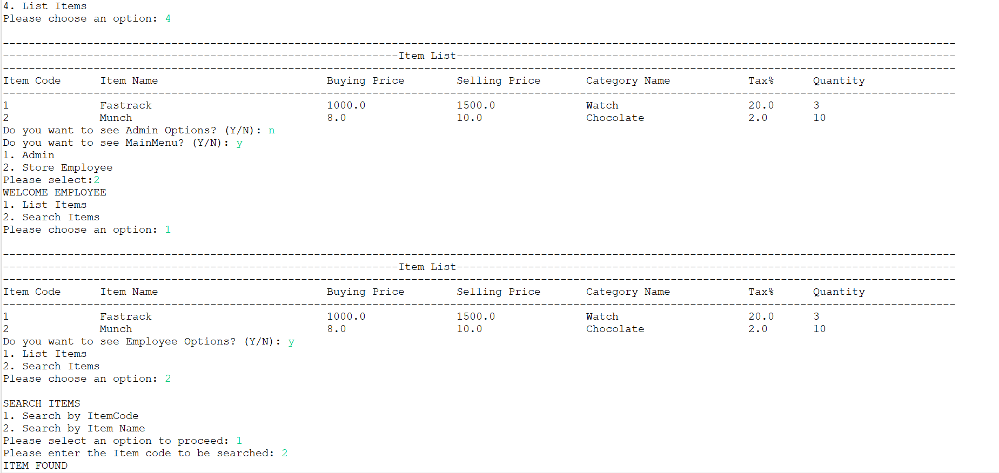 4. List Items
Please choose an option: 4
---------------------------------------------------------------------------------------------------------------------------------------------------
-------------------------------------------------------------Item List-----------------------------------------------------------------------------
---------------------------------------------------------------------------------------------------------------------------------------------------
Item Code      Item Name                          Buying Price        Selling Price       Category Name            Tax%      Quantity
---------------------------------------------------------------------------------------------------------------------------------------------------
1              Fastrack                           1000.0              1500.0              Watch                    20.0      3
2              Munch                              8.0                 10.0                Chocolate                2.0       10
Do you want to see Admin Options? (Y/N): n
Do you want to see MainMenu? (Y/N): y
1. Admin
2. Store Employee
Please select:2
WELCOME EMPLOYEE
1. List Items
2. Search Items
Please choose an option: 1
---------------------------------------------------------------------------------------------------------------------------------------------------
-------------------------------------------------------------Item List-----------------------------------------------------------------------------
---------------------------------------------------------------------------------------------------------------------------------------------------
Item Code      Item Name                          Buying Price        Selling Price       Category Name            Tax%      Quantity
---------------------------------------------------------------------------------------------------------------------------------------------------
1              Fastrack                           1000.0              1500.0              Watch                    20.0      3
2              Munch                              8.0                 10.0                Chocolate                2.0       10
Do you want to see Employee Options? (Y/N): y
1. List Items
2. Search Items
Please choose an option: 2
SEARCH ITEMS
1. Search by ItemCode
2. Search by Item Name
Please select an option to proceed: 1
Please enter the Item code to be searched: 2
ITEM FOUND